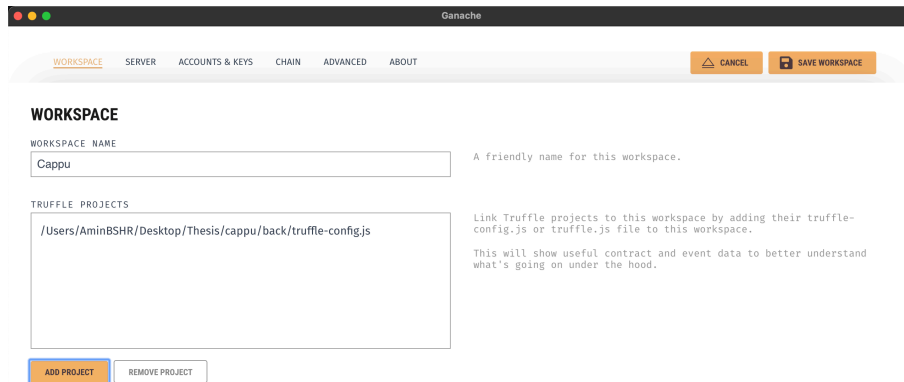 Ganache
WORKSPACE SERVER ACCOUNTS & KEYS CHAIN ADVANCED ABOUT CANCEL SAVE WORKSPACE
WORKSPACE
WORKSPACE NAME
Cappu
A friendly name for this workspace.
TRUFFLE PROJECTS
/Users/AminBSHR/Desktop/Thesis/cappu/back/truffle-config.js
Link Truffle projects to this workspace by adding their truffle-
config.js or truffle.js file to this workspace.
This will show useful contract and event data to better understand
what's going on under the hood.
ADD PROJECT REMOVE PROJECT